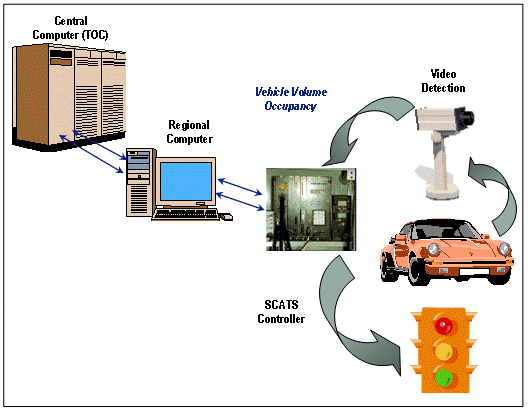 Central
Computer (TOC)
Regional
Computer
Vehicle Volume
Occupancy
Video
Detection
SCATS
Controller